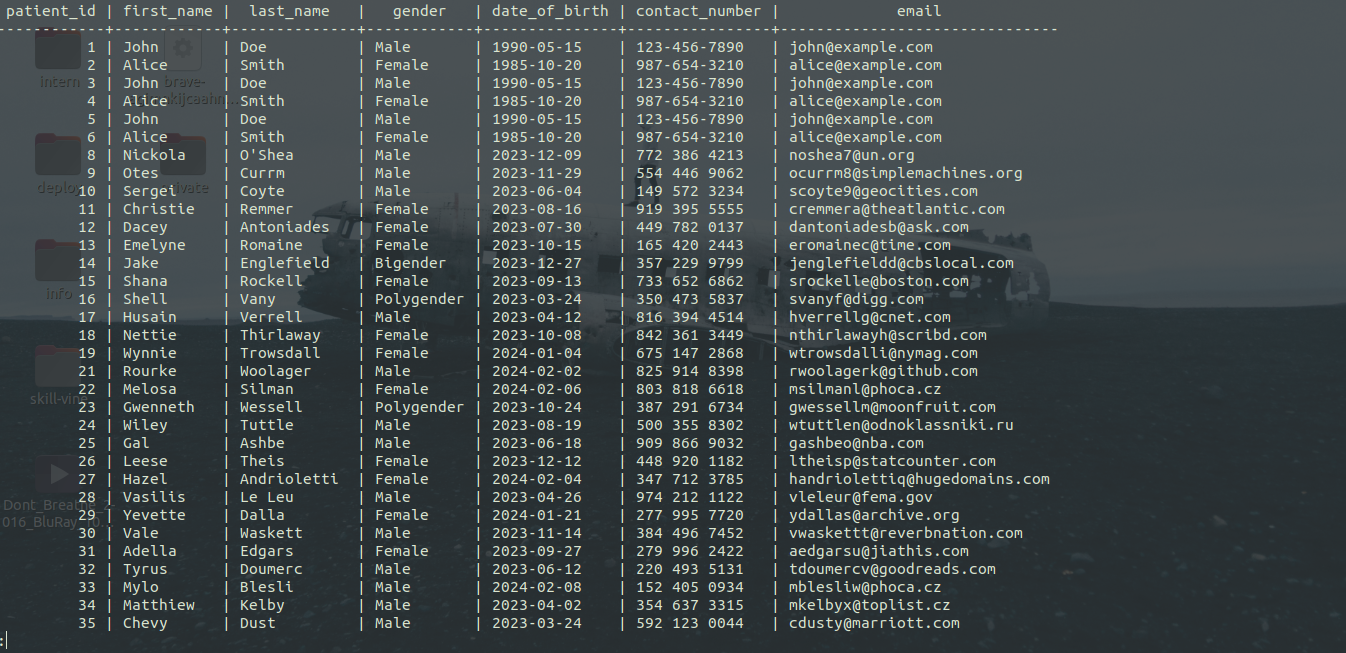 patient_id | first_name | last_name | gender | date_of_birth | contact_number | email
-----------+------------+-------------+------------+---------------+----------------+-------------------------------
1 | John | Doe | Male | 1990-05-15 | 123-456-7890 | john@example.com
2 | Alice | Smith | Female | 1985-10-20 | 987-654-3210 | alice@example.com
3 | John | Doe | Male | 1990-05-15 | 123-456-7890 | john@example.com
4 | Alice | Smith | Female | 1985-10-20 | 987-654-3210 | alice@example.com
5 | John | Doe | Male | 1990-05-15 | 123-456-7890 | john@example.com
6 | Alice | Smith | Female | 1985-10-20 | 987-654-3210 | alice@example.com
8 | Nickola | O'Shea | Male | 2023-12-09 | 772 386 4213 | noshea7@un.org
9 | Otes | Currm | Male | 2023-11-29 | 554 446 9062 | ocurrm8@simplemachines.org
10 | Sergei | Coyte | Male | 2023-06-04 | 149 572 3234 | scoyte9@geocities.com
11 | Christie | Remmer | Female | 2023-08-16 | 919 395 5555 | cremmera@theatlantic.com
12 | Dacey | Antoniades | Female | 2023-07-30 | 449 782 0137 | dantoniadesb@ask.com
13 | Emelyne | Romaine | Female | 2023-10-15 | 165 420 2443 | eromainec@time.com
14 | Jake | Englefield | Bigender | 2023-12-27 | 357 229 9799 | jenglefieldd@cbslocal.com
15 | Shana | Rockell | Female | 2023-09-13 | 733 652 6862 | srockelle@boston.com
16 | Shell | Vany | Polygender | 2023-03-24 | 350 473 5837 | svanyf@digg.com
17 | Husain | Verrell | Male | 2023-04-12 | 816 394 4514 | hverrellg@cnet.com
18 | Nettie | Thirlaway | Female | 2023-10-08 | 842 361 3449 | nthirlawayh@scribd.com
19 | Wynnie | Trowsdall | Female | 2024-01-04 | 675 147 2868 | wtrowsdalli@nymag.com
21 | Rourke | Woolager | Male | 2024-02-02 | 825 914 8398 | rwoolagerk@github.com
22 | Melosa | Silman | Female | 2024-02-06 | 803 818 6618 | msilmanl@phoca.cz
23 | Gwenneth | Wessell | Polygender | 2023-10-24 | 387 291 6734 | gwessellm@moonfruit.com
24 | Wiley | Tuttle | Male | 2023-08-19 | 500 355 8302 | wtuttlen@odnoklassniki.ru
25 | Gal | Ashbe | Male | 2023-06-18 | 909 866 9032 | gashbeo@nba.com
26 | Leese | Theis | Female | 2023-12-12 | 448 920 1182 | ltheisp@statcounter.com
27 | Hazel | Andrioletti | Female | 2024-02-04 | 347 712 3785 | handriolettiq@hugedomains.com
28 | Vasilis | Le Leu | Male | 2023-04-26 | 974 212 1122 | vleleur@fema.gov
29 | Yevette | Dalla | Female | 2024-01-21 | 277 995 7720 | ydallas@archive.org
30 | Vale | Waskett | Male | 2023-11-14 | 384 496 7452 | vwaskettt@reverbnation.com
31 | Adella | Edgars | Female | 2023-09-27 | 279 996 2422 | aedgarsu@jiathis.com
32 | Tyrus | Doumerc | Male | 2023-06-12 | 220 493 5131 | tdoumercv@goodreads.com
33 | Mylo | Blesli | Male | 2024-02-08 | 152 405 0934 | mblesliw@phoca.cz
34 | Matthiew | Kelby | Male | 2023-04-02 | 354 637 3315 | mkelbyx@toplist.cz
35 | Chevy | Dust | Male | 2023-03-24 | 592 123 0044 | cdusty@marriott.com
:
intern
brave-
deploy
private
info
skill-vine